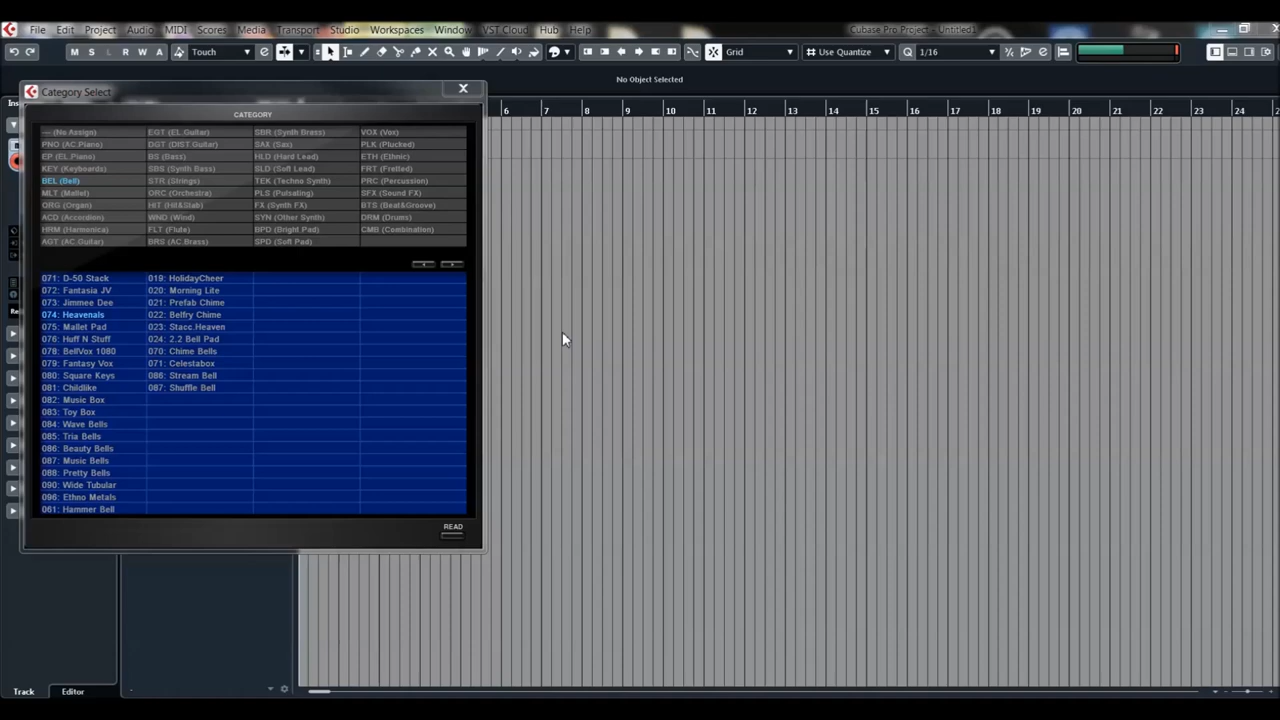 File Edit Project Audio MIDI Scores Media Transport Studio Workspaces Window VST Cloud Hub Help Cubase Pro Project - Untitled1
M S L R W A Touch Grid Use Quantize Q 1/16
No Object Selected
Category Select
Ins
6 7 8 9 10 11 12 13 14 15 16 17 18 19 20 21 22 23 24
CATEGORY
--- (No Assign) EGT (EL.Guitar) SBR (Synth Brass) VOX (Vox)
PNO (AC.Piano) DGT (DIST.Guitar) SAX (Sax) PLK (Plucked)
EP (EL.Piano) BS (Bass) HLD (Hard Lead) ETH (Ethnic)
KEY (Keyboards) SBS (Synth Bass) SLD (Soft Lead) FRT (Fretted)
BEL (Bell) STR (Strings) TEK (Techno Synth) PRC (Percussion)
MLT (Mallet) ORC (Orchestra) PLS (Pulsating) SFX (Sound FX)
ORG (Organ) HIT (Hit&Stab) FX (Synth FX) BTS (Beat&Groove)
ACD (Accordion) WND (Wind) SYN (Other Synth) DRM (Drums)
HRM (Harmonica) FLT (Flute) BPD (Bright Pad) CMB (Combination)
AGT (AC.Guitar) BRS (AC.Brass) SPD (Soft Pad)
071: D-50 Stack 019: HolidayCheer
072: Fantasia JV 020: Morning Lite
073: Jimmee Dee 021: Prefab Chime
074: Heavenals 022: Belfry Chime
075: Mallet Pad 023: Stacc.Heaven
076: Huff N Stuff 024: 2.2 Bell Pad
078: BellVox 1080 070: Chime Bells
079: Fantasy Vox 071: Celestabox
080: Square Keys 086: Stream Bell
081: Childlike 087: Shuffle Bell
082: Music Box
083: Toy Box
084: Wave Bells
085: Tria Bells
086: Beauty Bells
087: Music Bells
088: Pretty Bells
090: Wide Tubular
096: Ethno Metals
061: Hammer Bell
READ
Track Editor